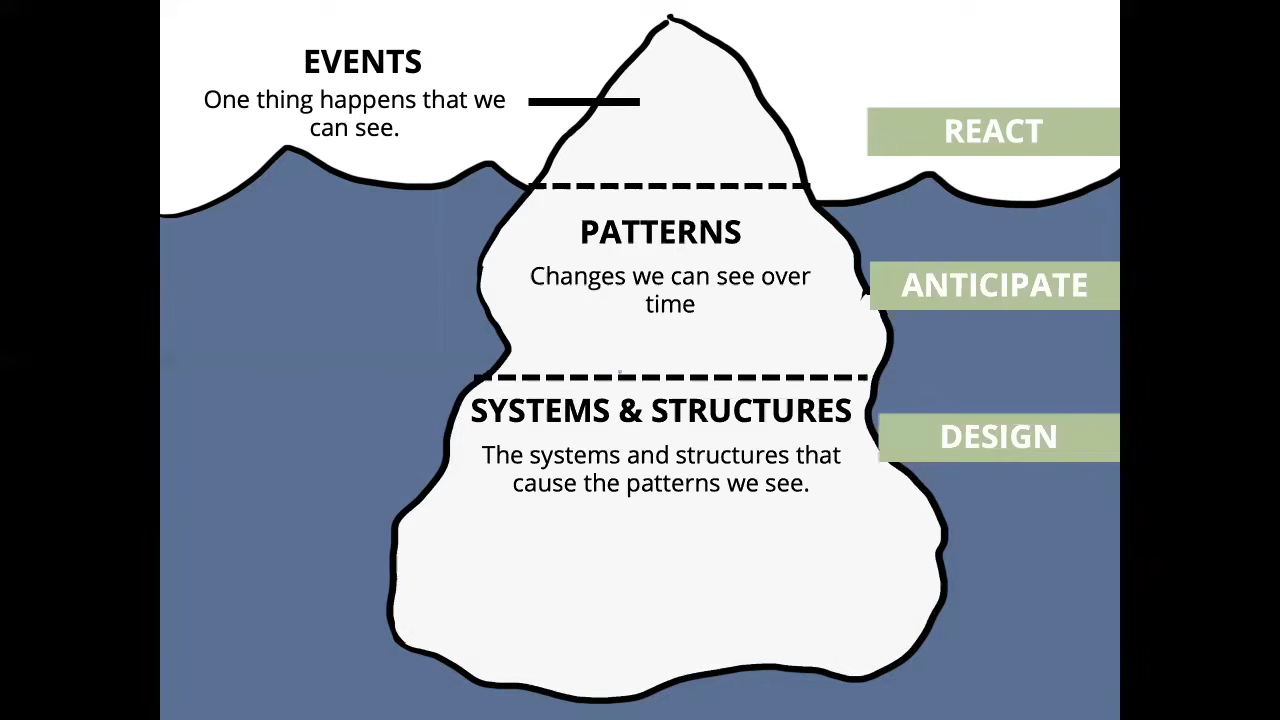 EVENTS
One thing happens that we
can see.
REACT
PATTERNS
Changes we can see over
time
ANTICIPATE
SYSTEMS & STRUCTURES
The systems and structures that
cause the patterns we see.
DESIGN